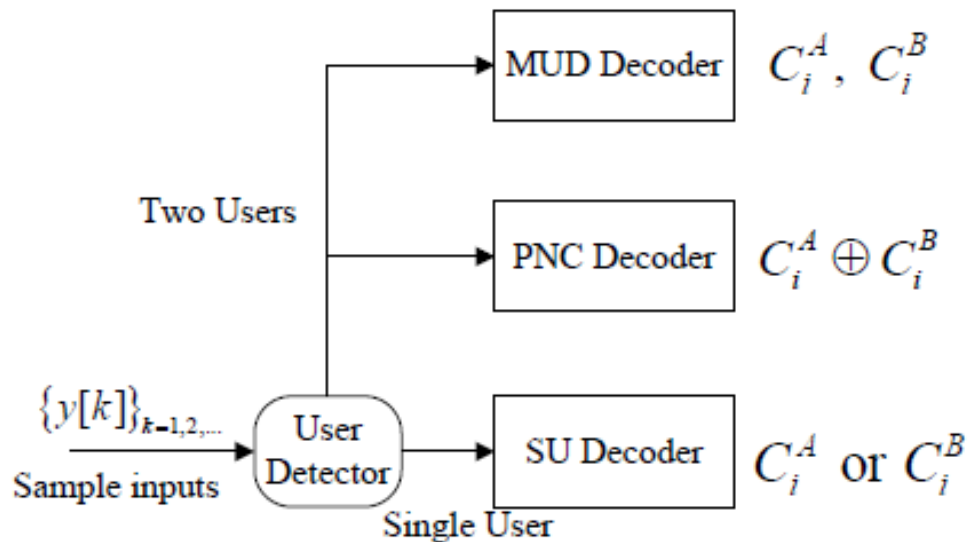 MUD Decoder
C_i^A, C_i^B
Two Users
PNC Decoder
C_i^A ⊕ C_i^B
{y[k]}_{k=1,2,...}
Sample inputs
User
Detector
SU Decoder
C_i^A or C_i^B
Single User